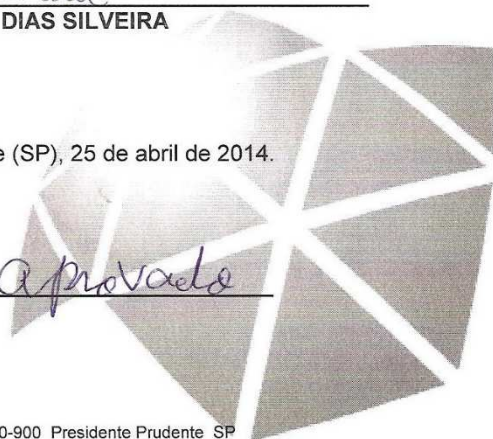 DIAS SILVEIRA
e (SP), 25 de abril de 2014.
aprovado
0-900 Presidente Prudente SP